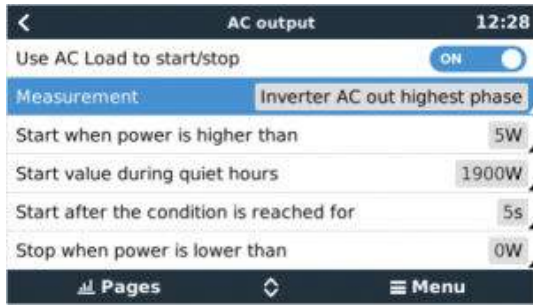 AC output 12:28
Use AC Load to start/stop ON
Measurement Inverter AC out highest phase
Start when power is higher than 5W
Start value during quiet hours 1900W
Start after the condition is reached for 5s
Stop when power is lower than 0W
Pages Menu